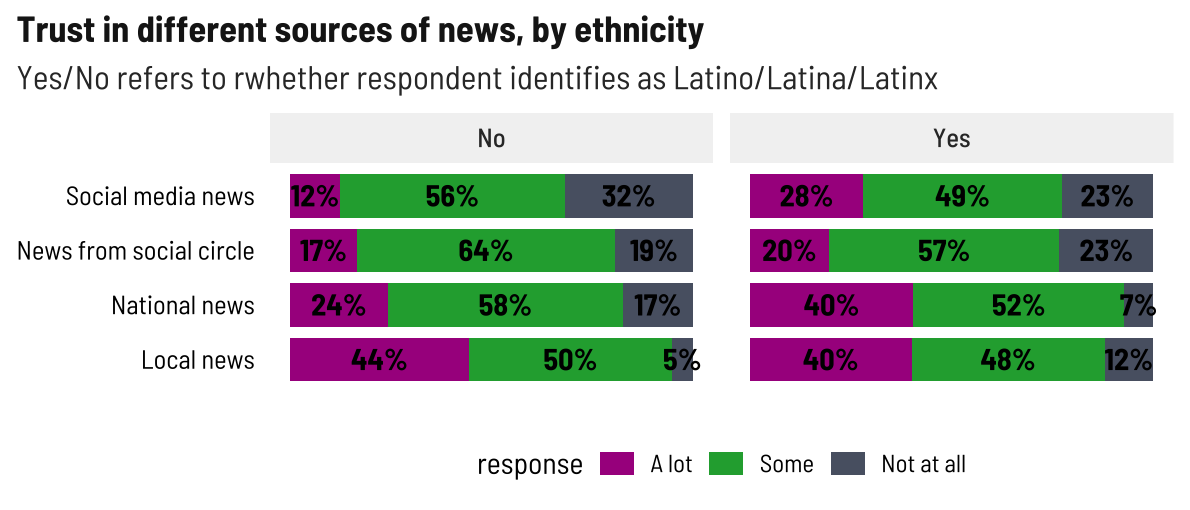 Trust in different sources of news, by ethnicity
Yes/No refers to rwhether respondent identifies as Latino/Latina/Latinx
No Yes
Social media news 12% 56% 32% 28% 49% 23%
News from social circle 17% 64% 19% 20% 57% 23%
National news 24% 58% 17% 40% 52% 7%
Local news 44% 50% 5% 40% 48% 12%
response A lot Some Not at all